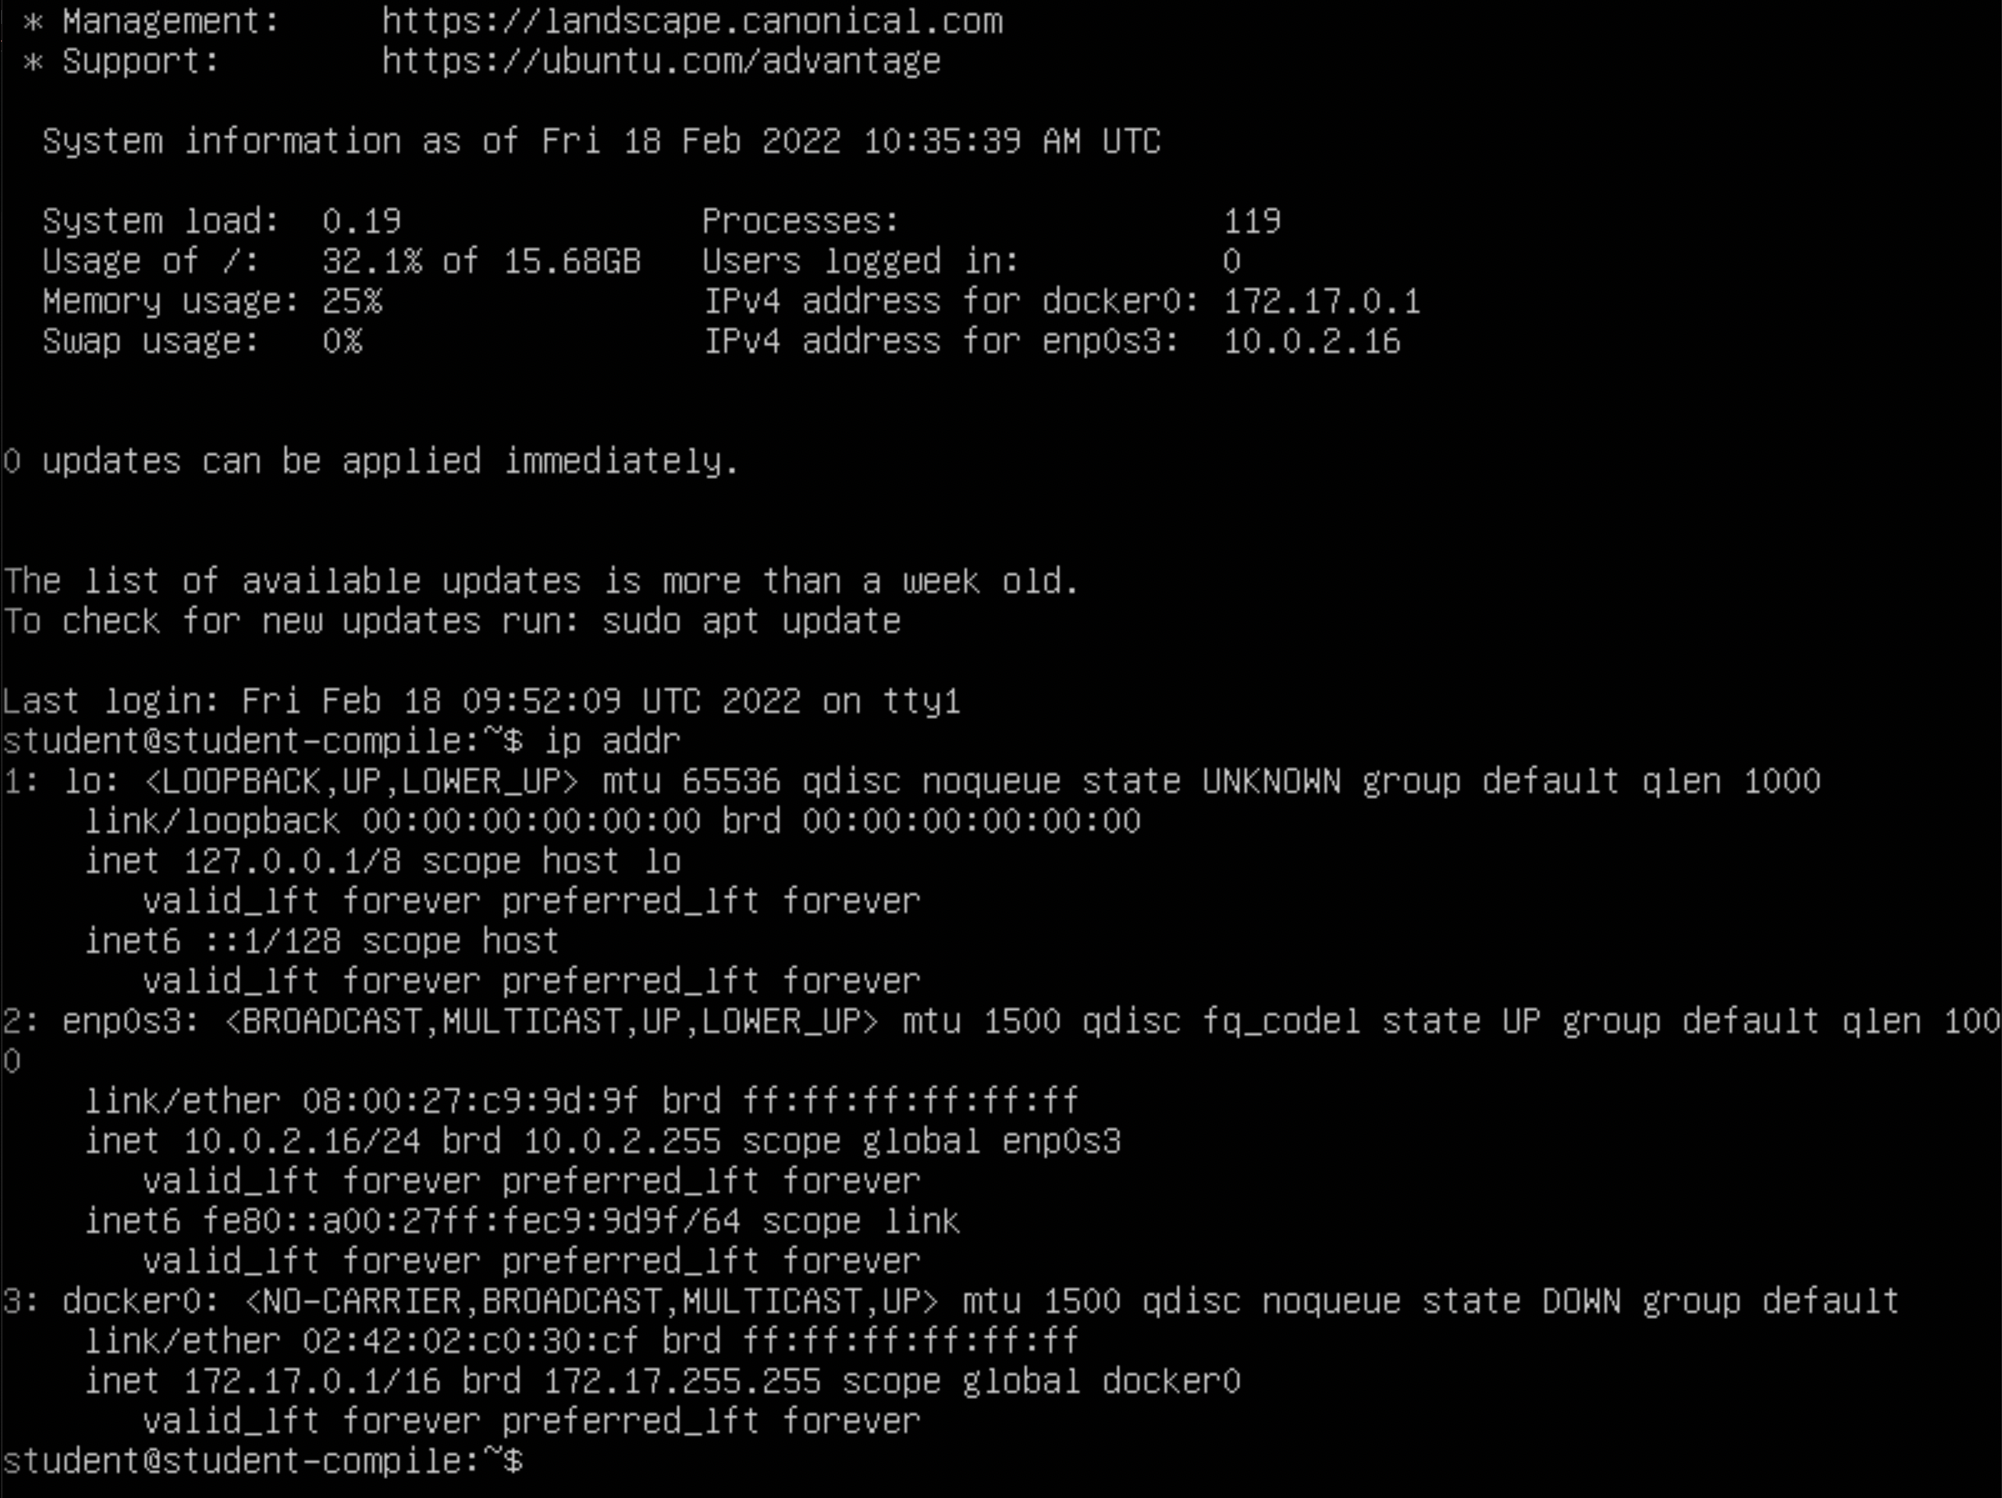 * Management:     https://landscape.canonical.com
 * Support:        https://ubuntu.com/advantage

  System information as of Fri 18 Feb 2022 10:35:39 AM UTC

  System load:  0.19               Processes:                119
  Usage of /:   32.1% of 15.68GB   Users logged in:          0
  Memory usage: 25%                IPv4 address for docker0: 172.17.0.1
  Swap usage:   0%                 IPv4 address for enp0s3:  10.0.2.16


0 updates can be applied immediately.


The list of available updates is more than a week old.
To check for new updates run: sudo apt update

Last login: Fri Feb 18 09:52:09 UTC 2022 on tty1
student@student-compile:~$ ip addr
1: lo: <LOOPBACK,UP,LOWER_UP> mtu 65536 qdisc noqueue state UNKNOWN group default qlen 1000
    link/loopback 00:00:00:00:00:00 brd 00:00:00:00:00:00
    inet 127.0.0.1/8 scope host lo
       valid_lft forever preferred_lft forever
    inet6 ::1/128 scope host
       valid_lft forever preferred_lft forever
2: enp0s3: <BROADCAST,MULTICAST,UP,LOWER_UP> mtu 1500 qdisc fq_codel state UP group default qlen 100
0
    link/ether 08:00:27:c9:9d:9f brd ff:ff:ff:ff:ff:ff
    inet 10.0.2.16/24 brd 10.0.2.255 scope global enp0s3
       valid_lft forever preferred_lft forever
    inet6 fe80::a00:27ff:fec9:9d9f/64 scope link
       valid_lft forever preferred_lft forever
3: docker0: <NO-CARRIER,BROADCAST,MULTICAST,UP> mtu 1500 qdisc noqueue state DOWN group default
    link/ether 02:42:02:c0:30:cf brd ff:ff:ff:ff:ff:ff
    inet 172.17.0.1/16 brd 172.17.255.255 scope global docker0
       valid_lft forever preferred_lft forever
student@student-compile:~$